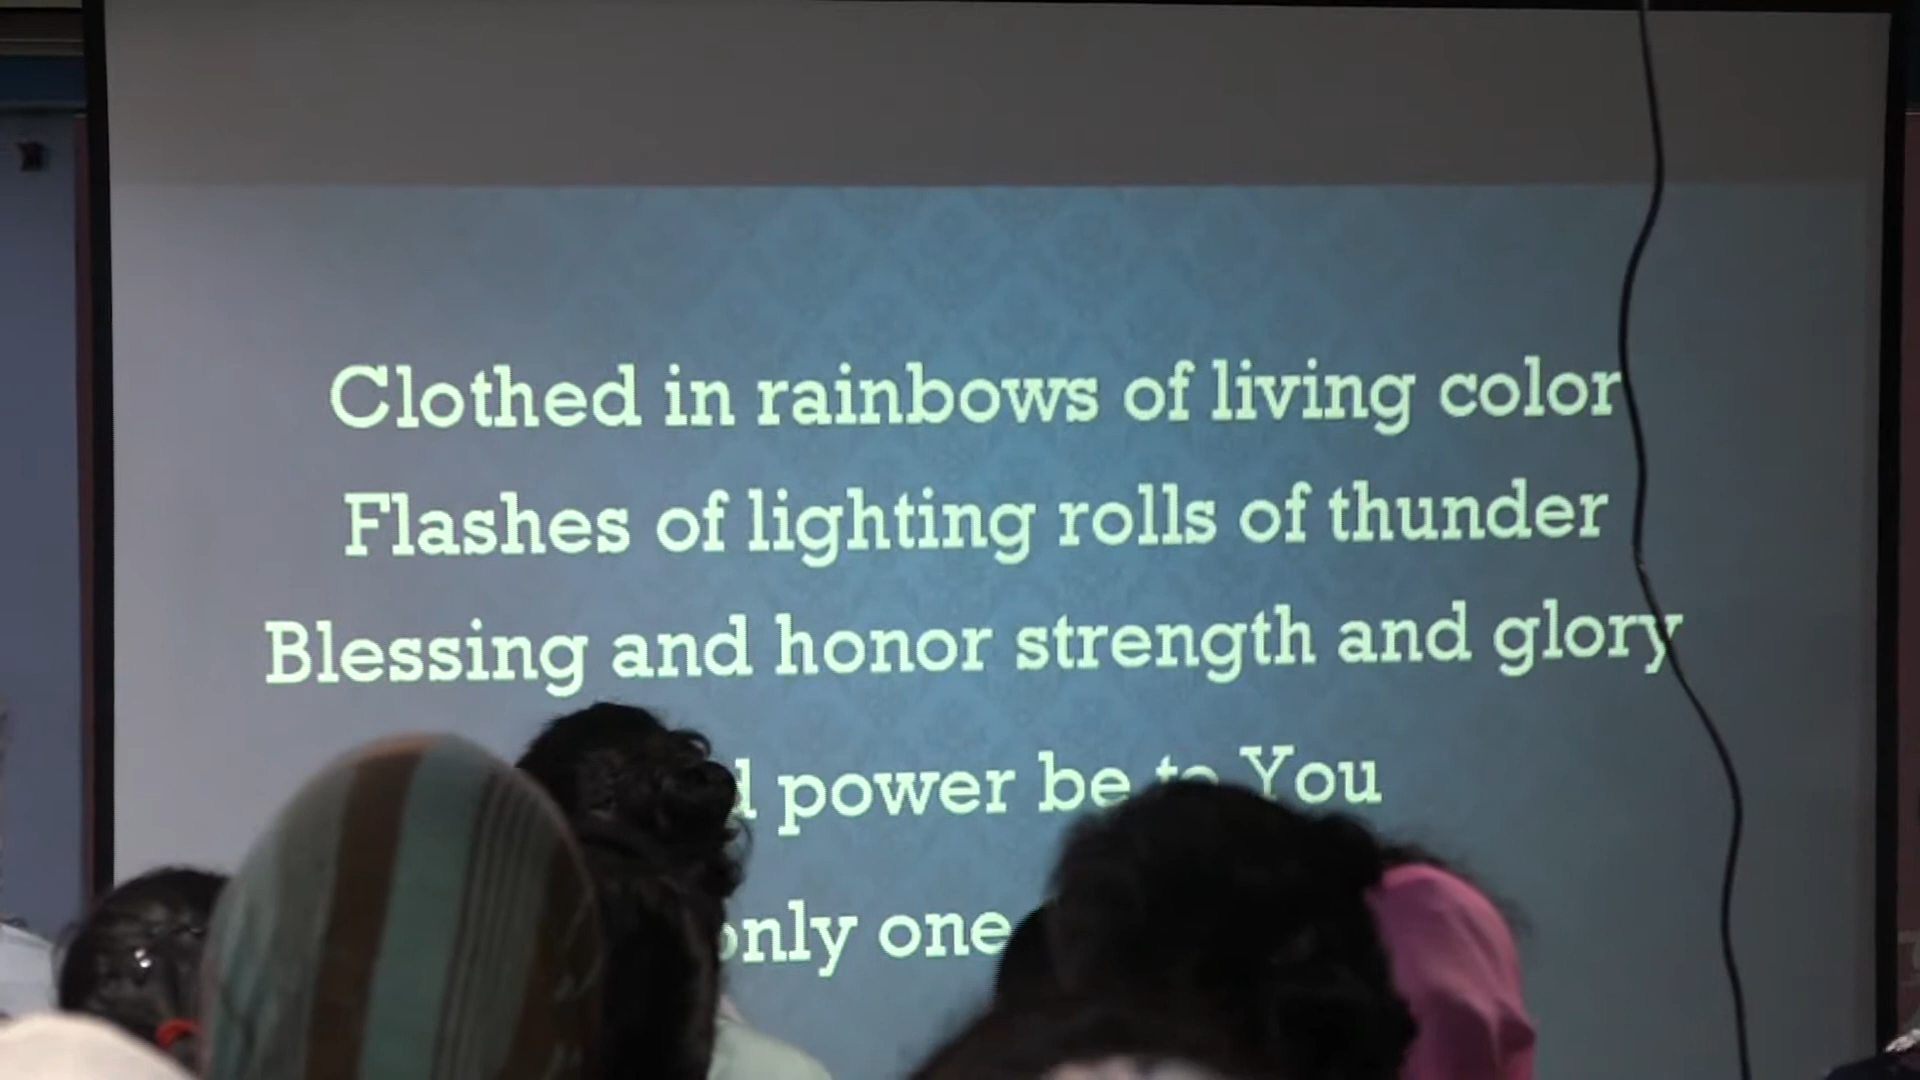 Clothed in rainbows of living color
Flashes of lighting rolls of thunder
Blessing and honor strength and glory
power be to You
only one